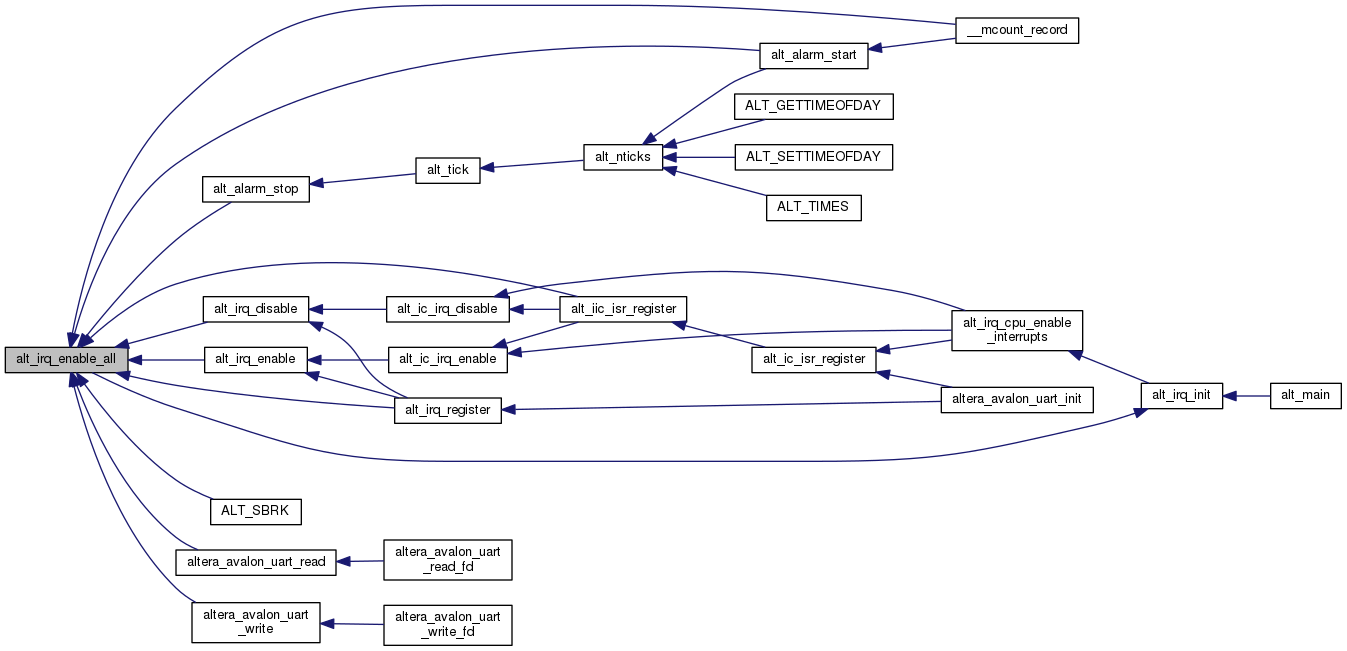 __mcount_record
alt_alarm_start
ALT_GETTIMEOFDAY
alt_nticks
ALT_SETTIMEOFDAY
alt_tick
alt_alarm_stop
ALT_TIMES
alt_irq_disable
alt_ic_irq_disable
alt_iic_isr_register
alt_irq_cpu_enable
_interrupts
alt_irq_enable_all
alt_irq_enable
alt_ic_irq_enable
alt_ic_isr_register
alt_irq_register
altera_avalon_uart_init
alt_irq_init
alt_main
ALT_SBRK
altera_avalon_uart_read
altera_avalon_uart
_read_fd
altera_avalon_uart
_write
altera_avalon_uart
_write_fd